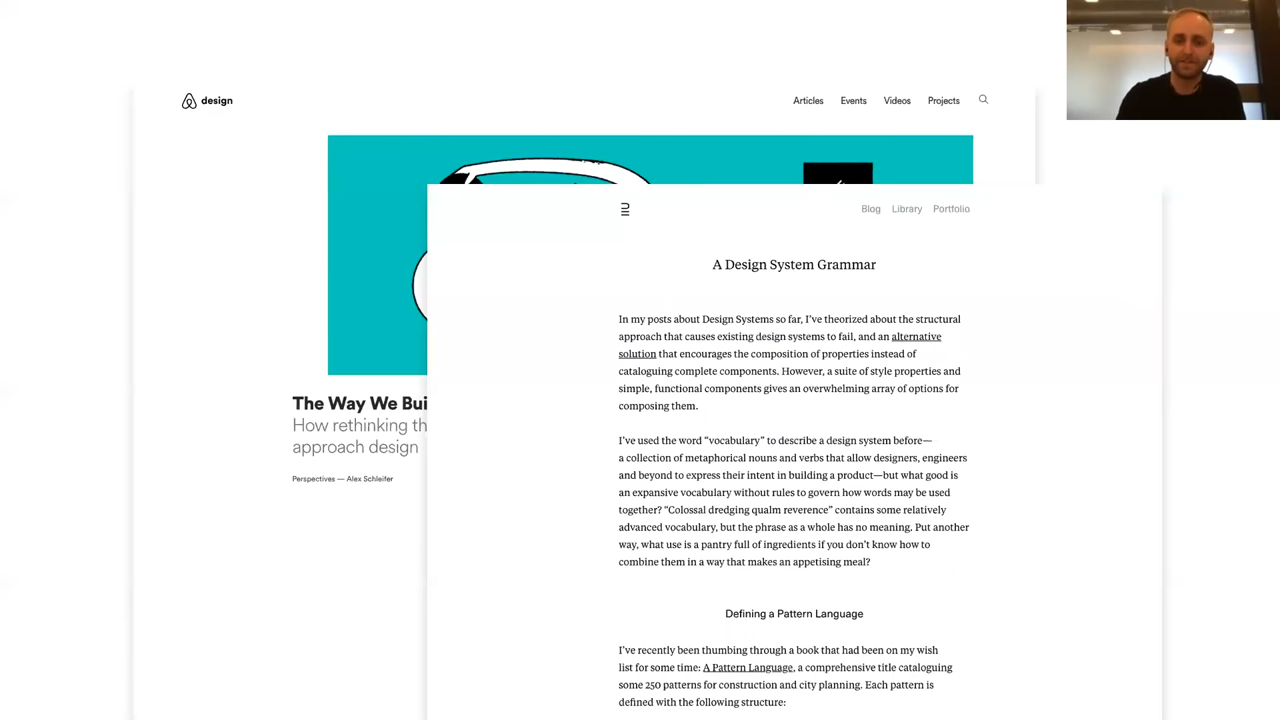 design
Articles Events Videos Projects
The Way We Bui
How rethinking th
approach design
Perspectives — Alex Schleifer
Blog Library Portfolio
A Design System Grammar
In my posts about Design Systems so far, I’ve theorized about the structural
approach that causes existing design systems to fail, and an alternative
solution that encourages the composition of properties instead of
cataloguing complete components. However, a suite of style properties and
simple, functional components gives an overwhelming array of options for
composing them.
I’ve used the word “vocabulary” to describe a design system before—
a collection of metaphorical nouns and verbs that allow designers, engineers
and beyond to express their intent in building a product—but what good is
an expansive vocabulary without rules to govern how words may be used
together? “Colossal dredging qualm reverence” contains some relatively
advanced vocabulary, but the phrase as a whole has no meaning. Put another
way, what use is a pantry full of ingredients if you don’t know how to
combine them in a way that makes an appetising meal?
Defining a Pattern Language
I’ve recently been thumbing through a book that had been on my wish
list for some time: A Pattern Language, a comprehensive title cataloguing
some 250 patterns for construction and city planning. Each pattern is
defined with the following structure: